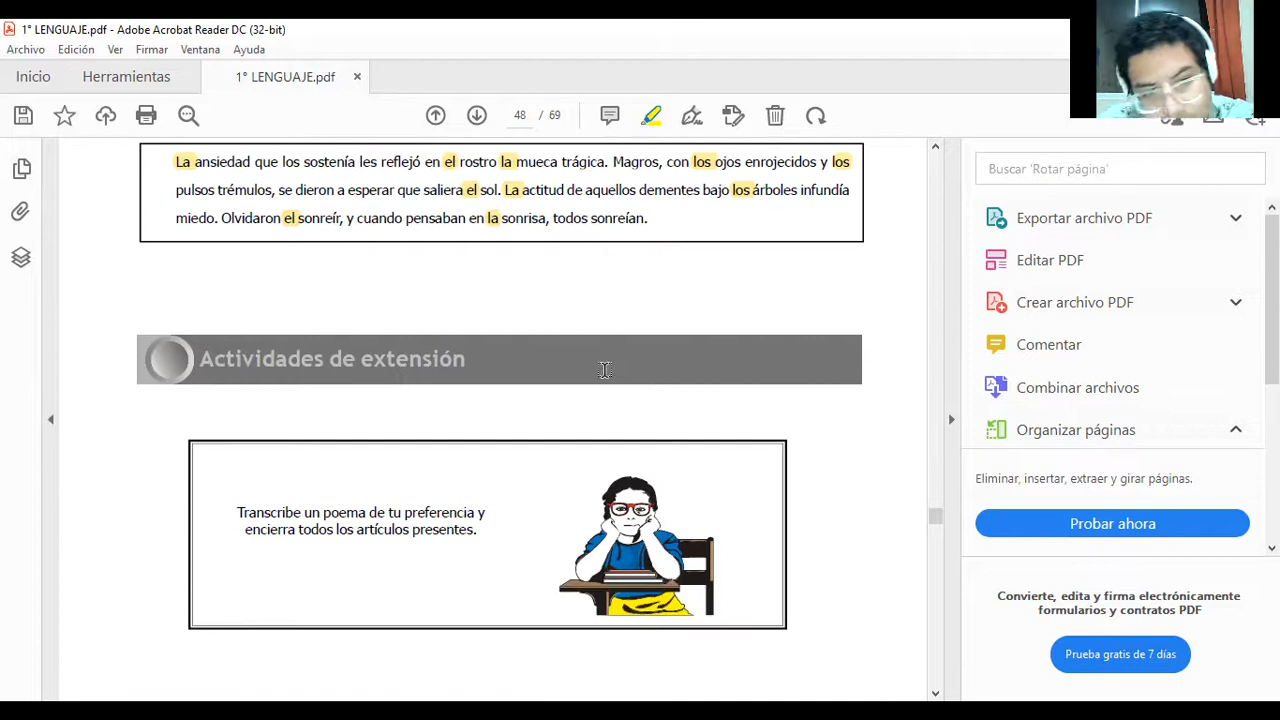 1° LENGUAJE.pdf - Adobe Acrobat Reader DC (32-bit)
Archivo Edición Ver Firmar Ventana Ayuda
Inicio Herramientas 1° LENGUAJE.pdf ×
48 / 69
La ansiedad que los sostenía les reflejó en el rostro la mueca trágica. Magros, con los ojos enrojecidos y los
pulsos trémulos, se dieron a esperar que saliera el sol. La actitud de aquellos dementes bajo los árboles infundía
miedo. Olvidaron el sonreír, y cuando pensaban en la sonrisa, todos sonreían.
Actividades de extensión
Transcribe un poema de tu preferencia y
encierra todos los artículos presentes.
Buscar 'Rotar página'
Exportar archivo PDF
Editar PDF
Crear archivo PDF
Comentar
Combinar archivos
Organizar páginas
Eliminar, insertar, extraer y girar páginas.
Probar ahora
Convierte, edita y firma electrónicamente
formularios y contratos PDF
Prueba gratis de 7 días